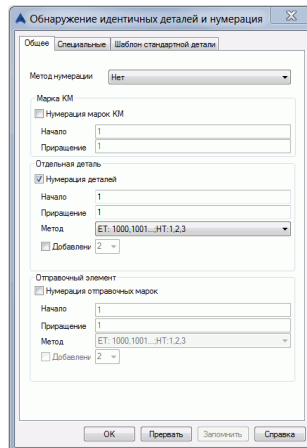 Обнаружение идентичных деталей и нумерация
Общее Специальные Шаблон стандартной детали
Метод нумерации Нет
Марка КМ
Нумерация марок КМ
Начало 1
Приращение 1
Отдельная деталь
Нумерация деталей
Начало 1
Приращение 1
Метод ET: 1000,1001...;HT:1,2,3
Добавлени 2
Отправочный элемент
Нумерация отправочных марок
Начало 1
Приращение 1
Метод ET: 1000,1001...;HT:1,2,3
Добавлени 2
OK Прервать Запомнить Справка